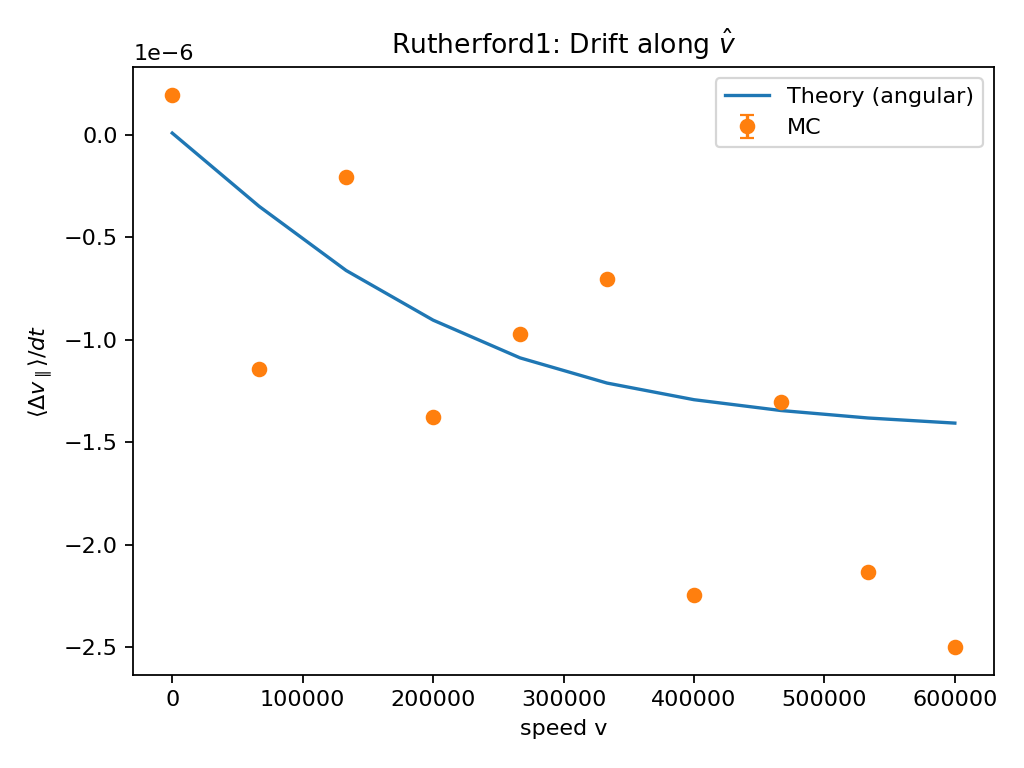 Rutherford1: Drift along $\hat{v}$
1e−6
Theory (angular)
MC
0.0
−0.5
−1.0
−1.5
−2.0
−2.5
⟨Δv∥⟩/dt
0 100000 200000 300000 400000 500000 600000
speed v